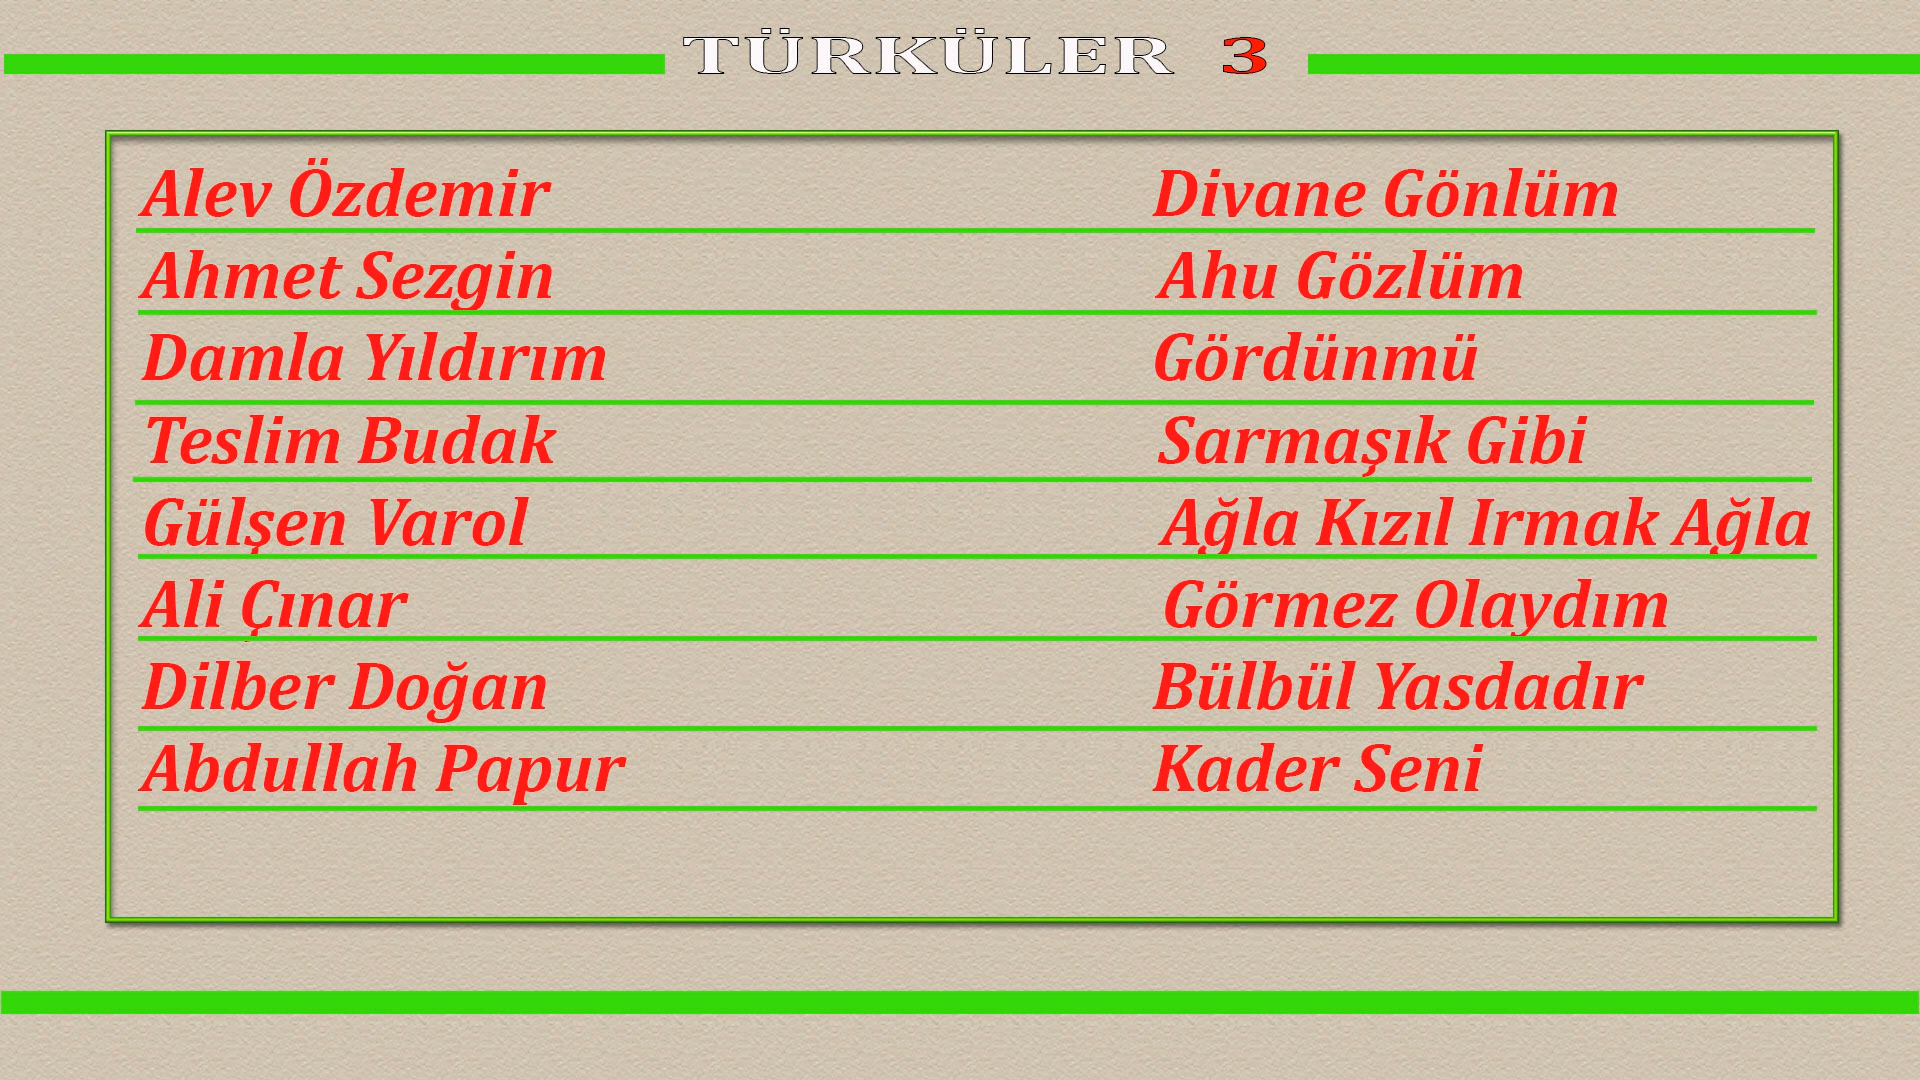 TÜRKÜLER 3
Alev Özdemir Divane Gönlüm
Ahmet Sezgin Ahu Gözlüm
Damla Yıldırım Gördünmü
Teslim Budak Sarmaşık Gibi
Gülşen Varol Ağla Kızıl Irmak Ağla
Ali Çınar Görmez Olaydım
Dilber Doğan Bülbül Yasdadır
Abdullah Papur Kader Seni